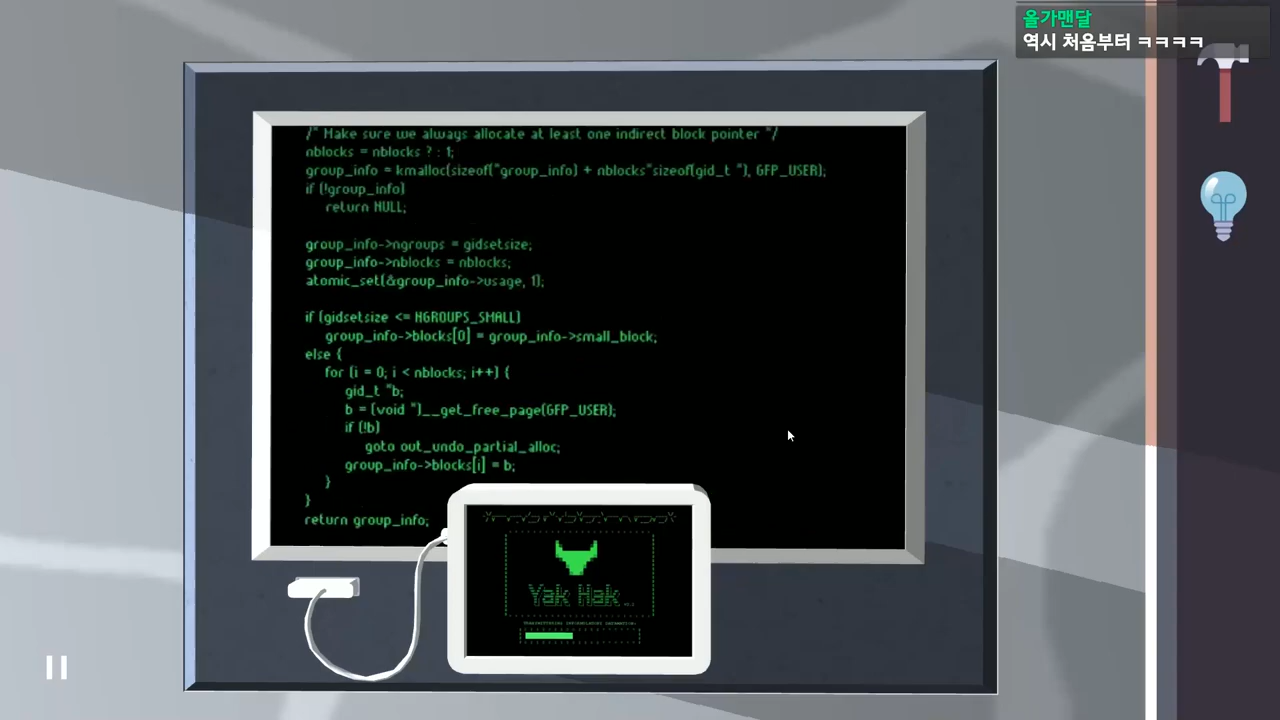 올가맨달
역시 처음부터 ㅋㅋㅋㅋ
/* Make sure we always allocate at least one indirect block pointer */
nblocks = nblocks ? : 1;
group_info = kmalloc(sizeof(*group_info) + nblocks*sizeof(gid_t *), GFP_USER);
if (!group_info)
return NULL;
group_info->ngroups = gidsetsize;
group_info->nblocks = nblocks;
atomic_set(&group_info->usage, 1);
if (gidsetsize <= NGROUPS_SMALL)
group_info->blocks[0] = group_info->small_block;
else {
for (i = 0; i < nblocks; i++) {
gid_t *b;
b = (void *)__get_free_page(GFP_USER);
if (!b)
goto out_undo_partial_alloc;
group_info->blocks[i] = b;
}
}
return group_info;
Yak Hak